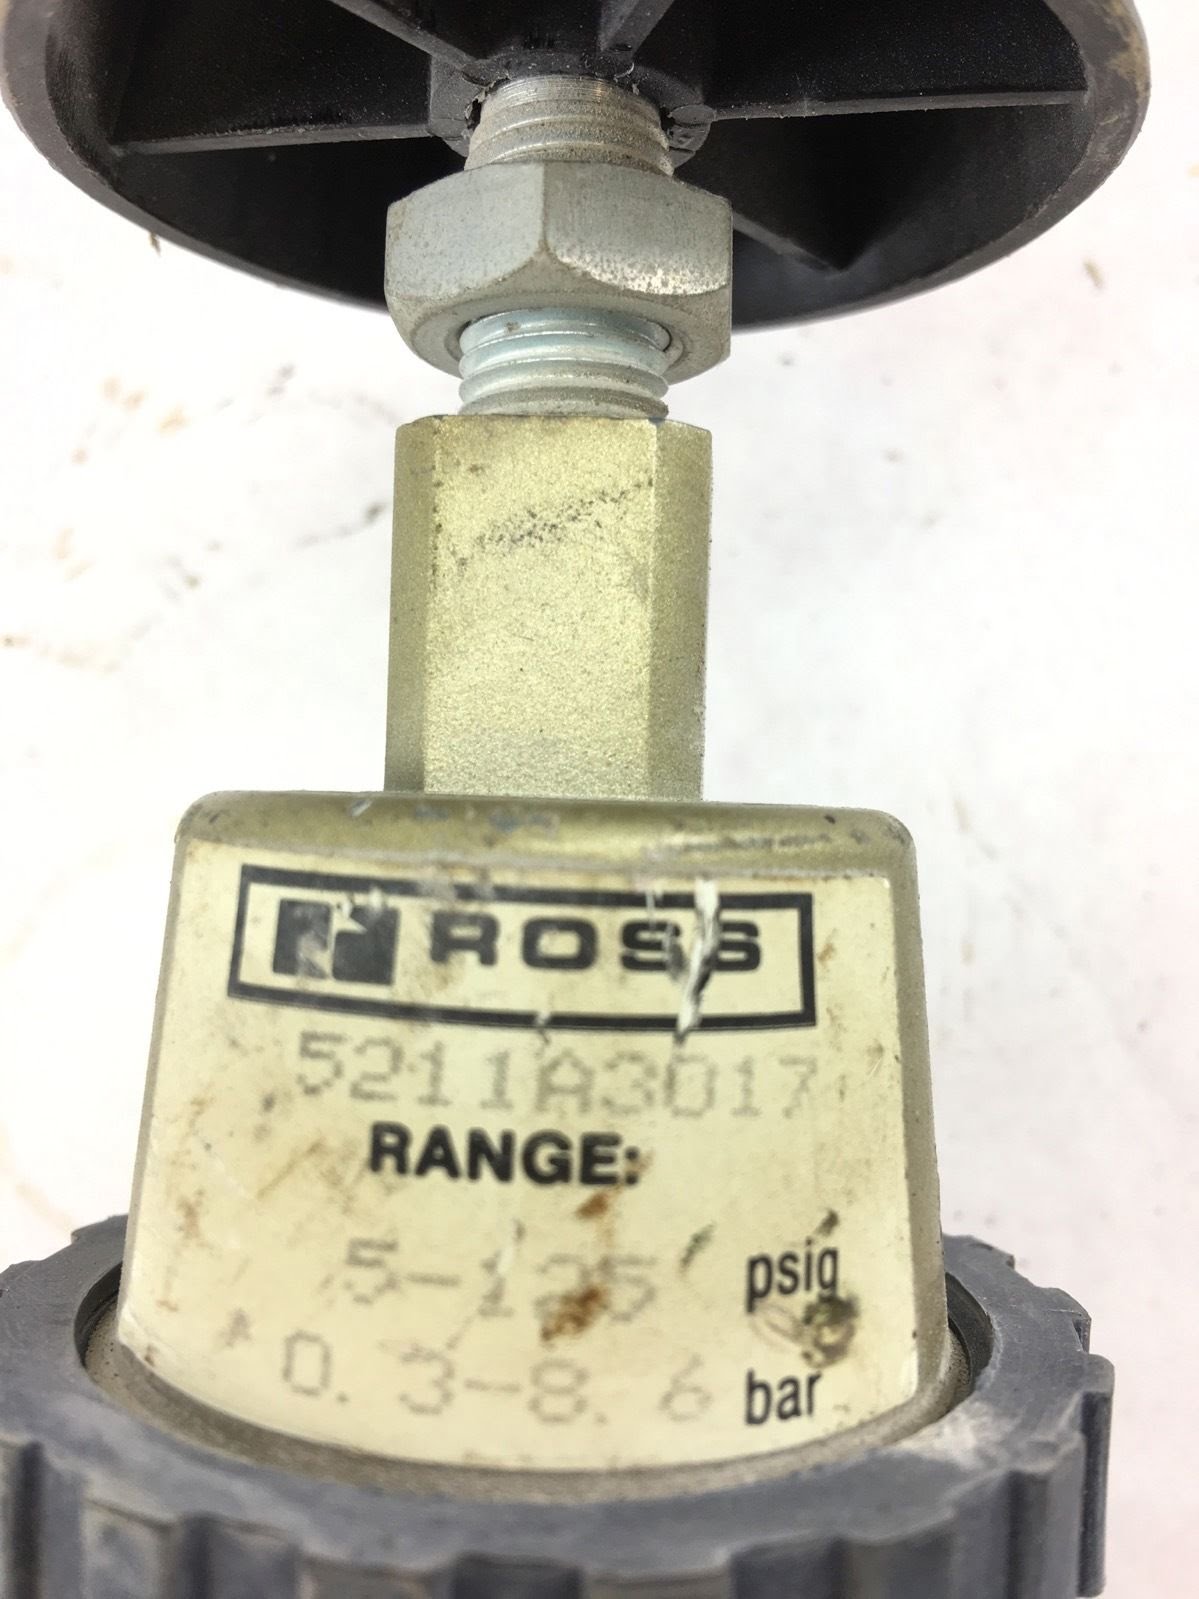 ROSS
5211A3017
RANGE:
5-125 psig
0.3-8.6 bar